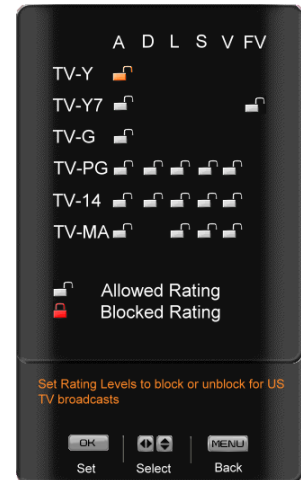 A D L S V FV
TV-Y
TV-Y7
TV-G
TV-PG
TV-14
TV-MA
Allowed Rating
Blocked Rating
Set Rating Levels to block or unblock for US
TV broadcasts
OK MENU
Set Select Back